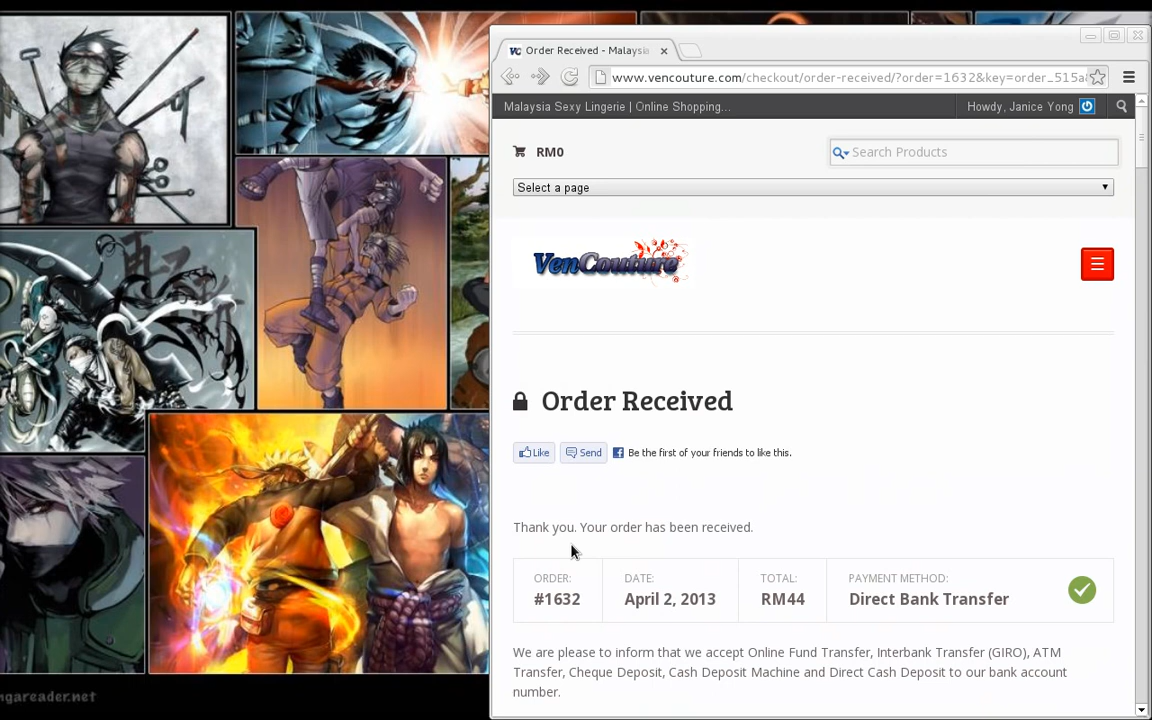 Order Received - Malaysia
www.vencouture.com/checkout/order-received/?order=1632&key=order_515a
Malaysia Sexy Lingerie | Online Shopping...
Howdy, Janice Yong
RM0
Search Products
Select a page
VenCouture
Order Received
Like
Send
Be the first of your friends to like this.
Thank you. Your order has been received.
ORDER: DATE: TOTAL: PAYMENT METHOD:
#1632 April 2, 2013 RM44 Direct Bank Transfer
We are please to inform that we accept Online Fund Transfer, Interbank Transfer (GIRO), ATM
Transfer, Cheque Deposit, Cash Deposit Machine and Direct Cash Deposit to our bank account
number.
ngareader.net